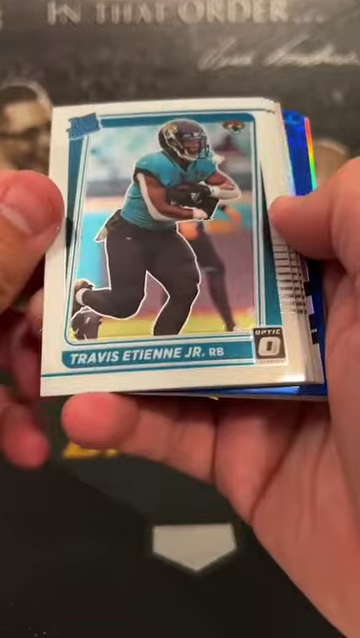 IN THAT ORDER....
TRAVIS ETIENNE JR. RB
OPTIC